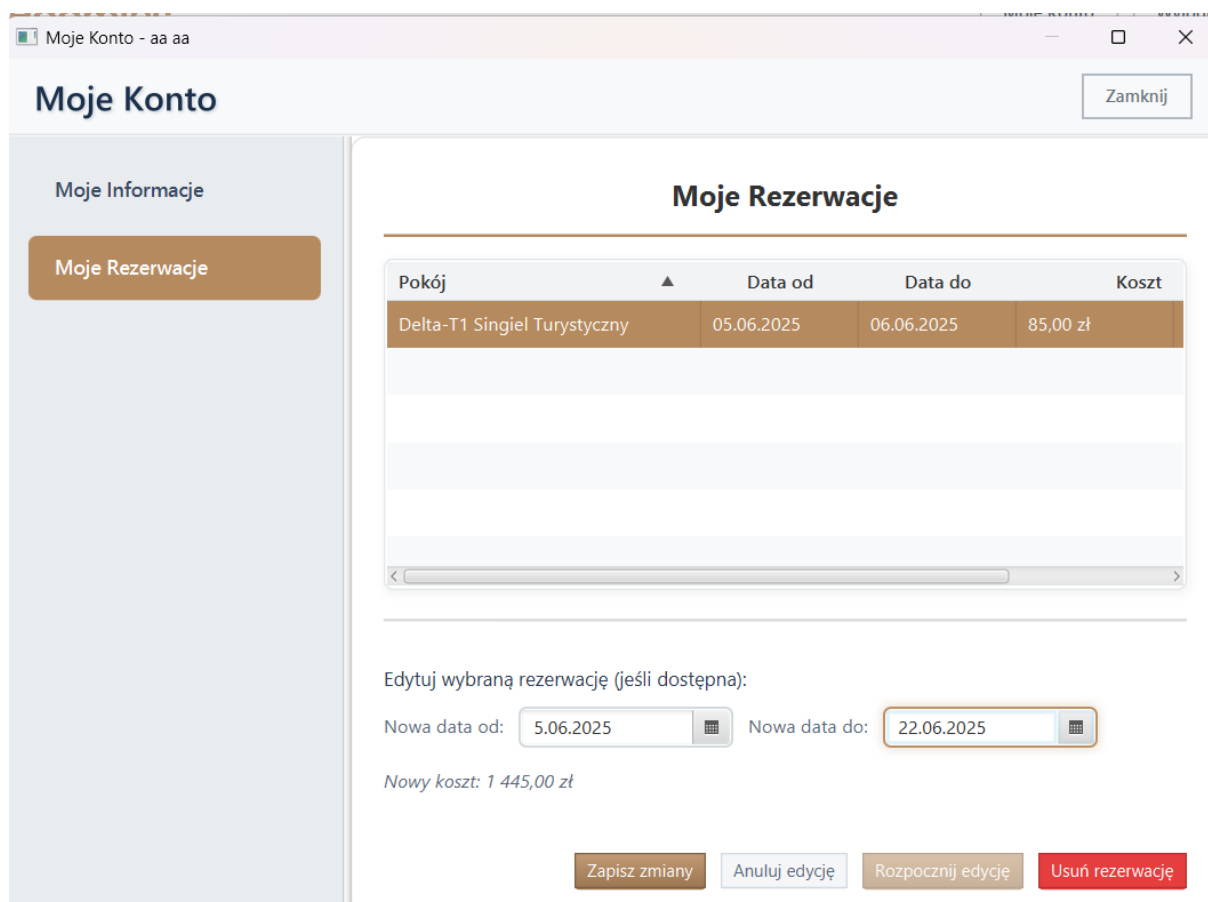 Moje Konto - aa aa
Moje Konto
Zamknij
Moje Informacje
Moje Rezerwacje
Moje Rezerwacje
Pokój ▲ Data od Data do Koszt
Delta-T1 Singiel Turystyczny 05.06.2025 06.06.2025 85,00 zł
Edytuj wybraną rezerwację (jeśli dostępna):
Nowa data od: 5.06.2025 Nowa data do: 22.06.2025
Nowy koszt: 1 445,00 zł
Zapisz zmiany Anuluj edycję Rozpocznij edycję Usuń rezerwację